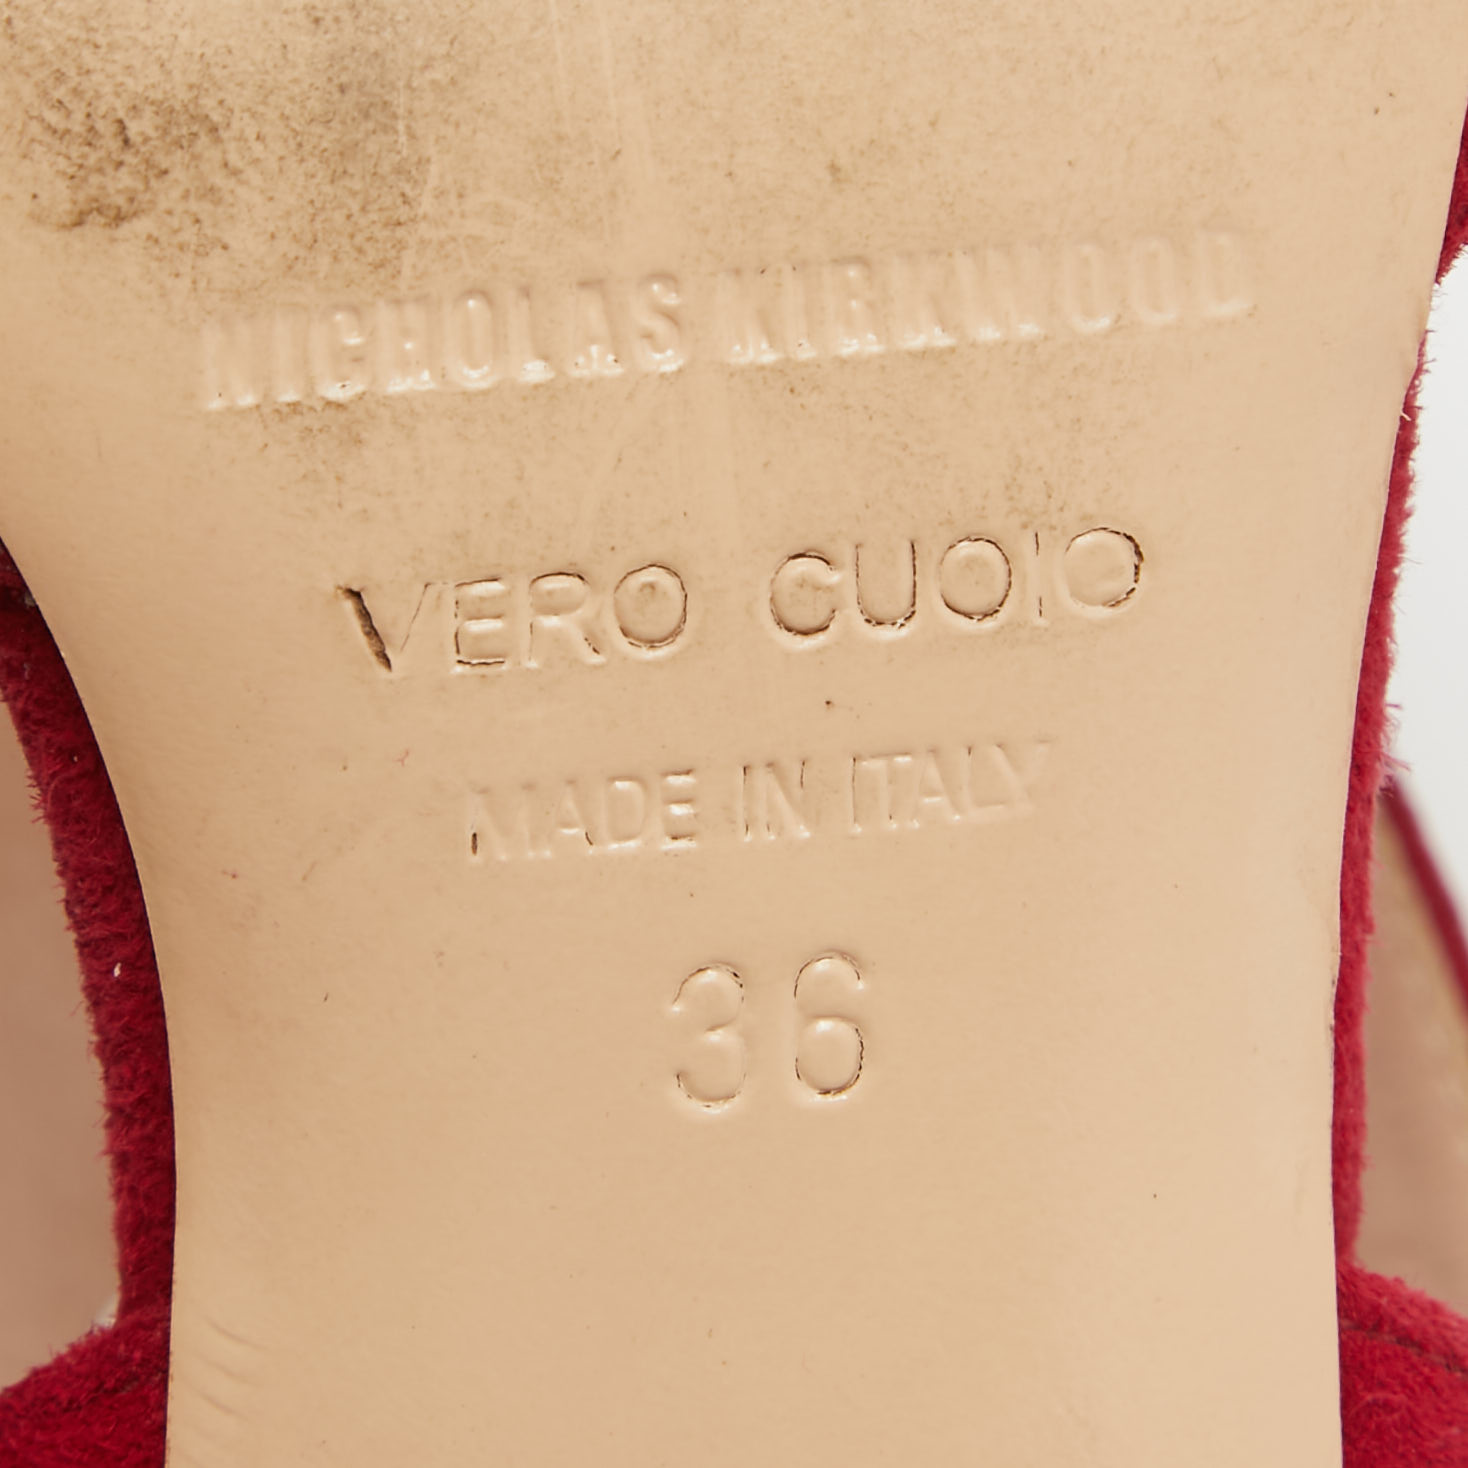 NICHOLAS KIRKWOOD
VERO CUOIO
MADE IN ITALY
36